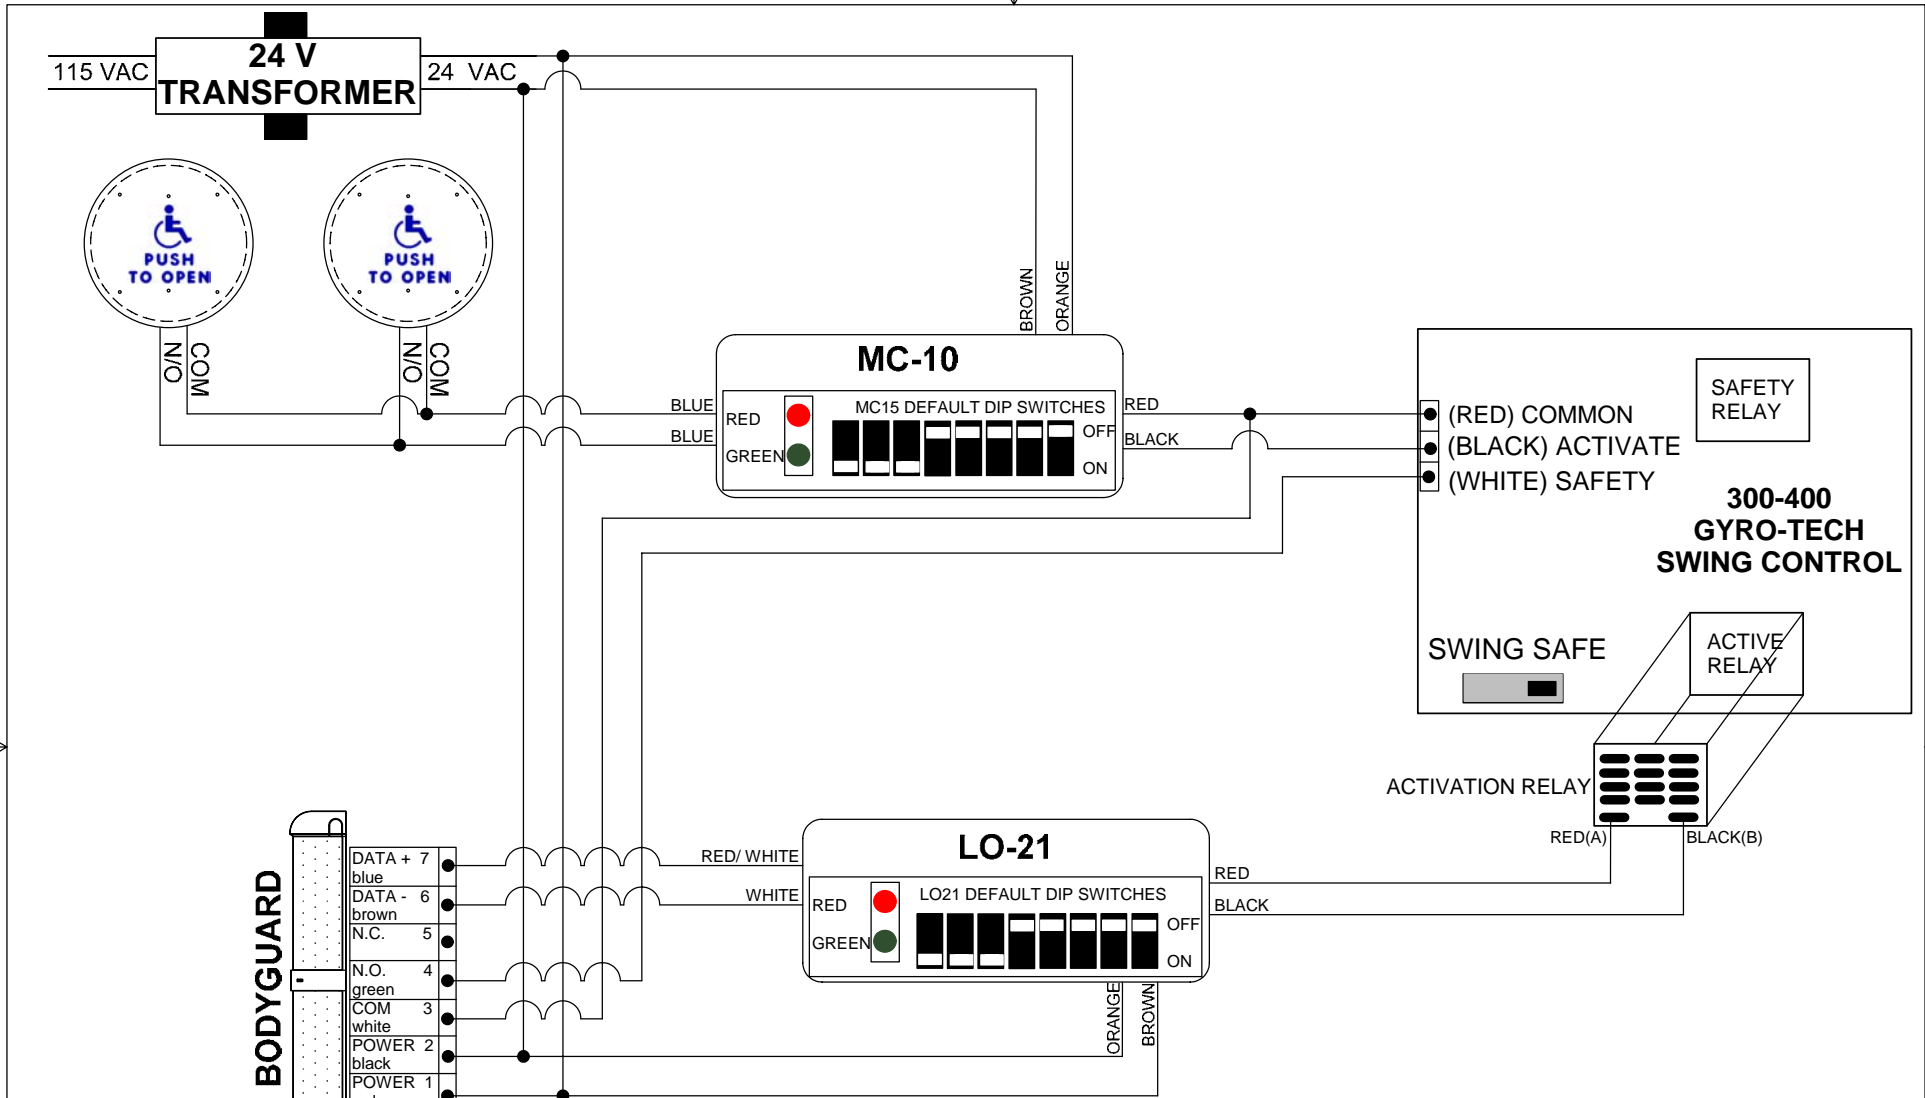 115 VAC
24 V
TRANSFORMER
24 VAC
PUSH
TO OPEN
PUSH
TO OPEN
N/O
COM
N/O
COM
BROWN
ORANGE
MC-10
BLUE
BLUE
RED
GREEN
MC15 DEFAULT DIP SWITCHES
OFF
ON
RED
BLACK
(RED) COMMON
(BLACK) ACTIVATE
(WHITE) SAFETY
SAFETY
RELAY
300-400
GYRO-TECH
SWING CONTROL
SWING SAFE
ACTIVE
RELAY
ACTIVATION RELAY
RED(A)
BLACK(B)
BODYGUARD
DATA + 7
blue
DATA - 6
brown
N.C. 5
N.O. 4
green
COM 3
white
POWER 2
black
POWER 1
RED/ WHITE
WHITE
LO-21
RED
GREEN
LO21 DEFAULT DIP SWITCHES
OFF
ON
RED
BLACK
ORANGE
BROWN